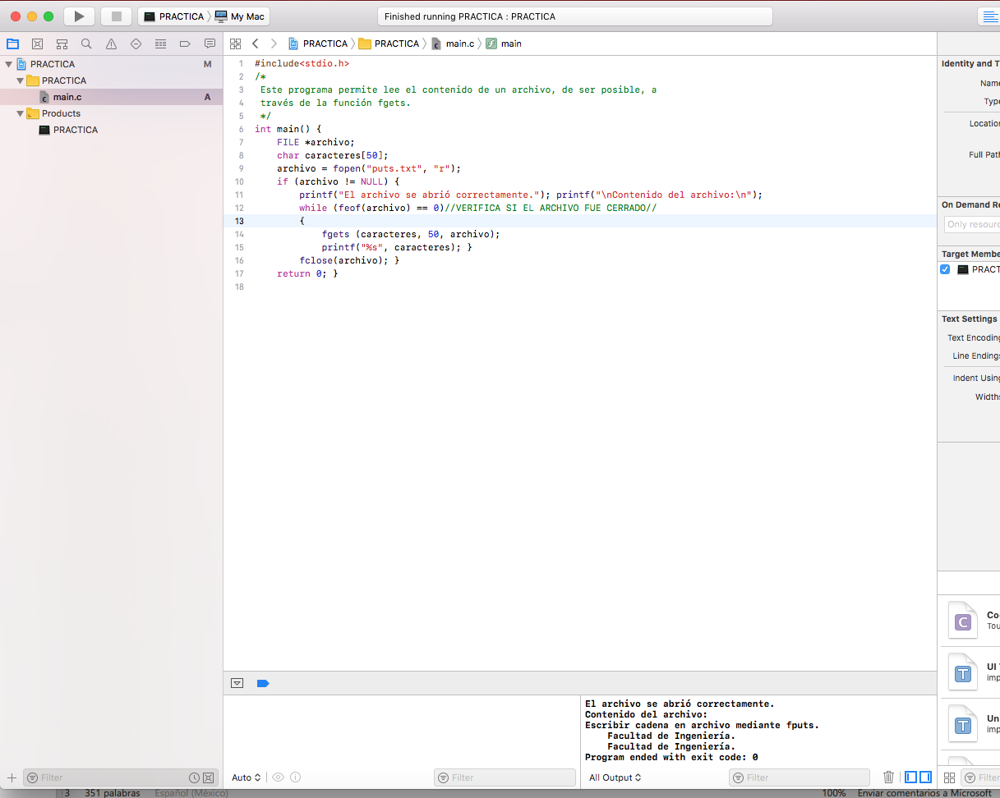 PRACTICA 〉 My Mac
Finished running PRACTICA : PRACTICA
PRACTICA 〉 PRACTICA 〉 main.c 〉 main
PRACTICA M
PRACTICA
main.c A
Products
PRACTICA
1 #include<stdio.h>
2 /*
3 Este programa permite lee el contenido de un archivo, de ser posible, a
4 través de la función fgets.
5 */
6 int main() {
7 FILE *archivo;
8 char caracteres[50];
9 archivo = fopen("puts.txt", "r");
10 if (archivo != NULL) {
11 printf("El archivo se abrió correctamente."); printf("\nContenido del archivo:\n");
12 while (feof(archivo) == 0)//VERIFICA SI EL ARCHIVO FUE CERRADO//
13 {
14 fgets (caracteres, 50, archivo);
15 printf("%s", caracteres); }
16 fclose(archivo); }
17 return 0; }
18
Identity and T
Name
Type
Location
Full Path
On Demand Re
Only resourc
Target Membe
PRACT
Text Settings
Text Encoding
Line Endings
Indent Using
Widths
C Co
Tou
T UI
imp
T Un
imp
El archivo se abrió correctamente.
Contenido del archivo:
Escribir cadena en archivo mediante fputs.
Facultad de Ingeniería.
Facultad de Ingeniería.
Program ended with exit code: 0
Filter
Auto
Filter
All Output
Filter
Filter
3 351 palabras Español (México) 100% Enviar comentarios a Microsoft